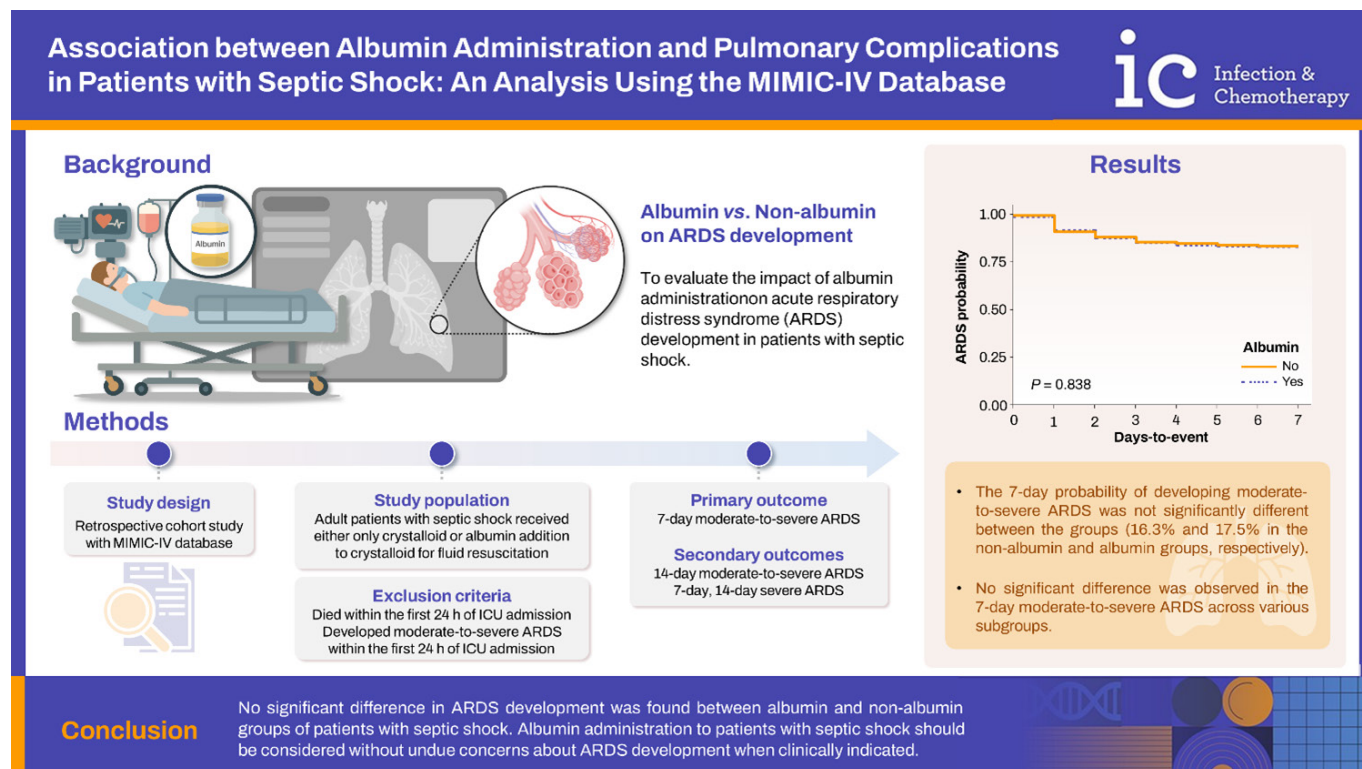 Association between Albumin Administration and Pulmonary Complications
in Patients with Septic Shock: An Analysis Using the MIMIC-IV Database
ic
Infection &
Chemotherapy
Background
Albumin
Albumin vs. Non-albumin
on ARDS development
To evaluate the impact of albumin
administrationon acute respiratory
distress syndrome (ARDS)
development in patients with septic
shock.
Methods
Study design
Retrospective cohort study
with MIMIC-IV database
Study population
Adult patients with septic shock received
either only crystalloid or albumin addition
to crystalloid for fluid resuscitation
Exclusion criteria
Died within the first 24 h of ICU admission
Developed moderate-to-severe ARDS
within the first 24 h of ICU admission
Primary outcome
7-day moderate-to-severe ARDS
Secondary outcomes
14-day moderate-to-severe ARDS
7-day, 14-day severe ARDS
Results
ARDS probability
1.00
0.75
0.50
0.25
0.00
P = 0.838
Albumin
No
Yes
0 1 2 3 4 5 6 7
Days-to-event
• The 7-day probability of developing moderate-
to-severe ARDS was not significantly different
between the groups (16.3% and 17.5% in the
non-albumin and albumin groups, respectively).
• No significant difference was observed in the
7-day moderate-to-severe ARDS across various
subgroups.
Conclusion
No significant difference in ARDS development was found between albumin and non-albumin
groups of patients with septic shock. Albumin administration to patients with septic shock should
be considered without undue concerns about ARDS development when clinically indicated.